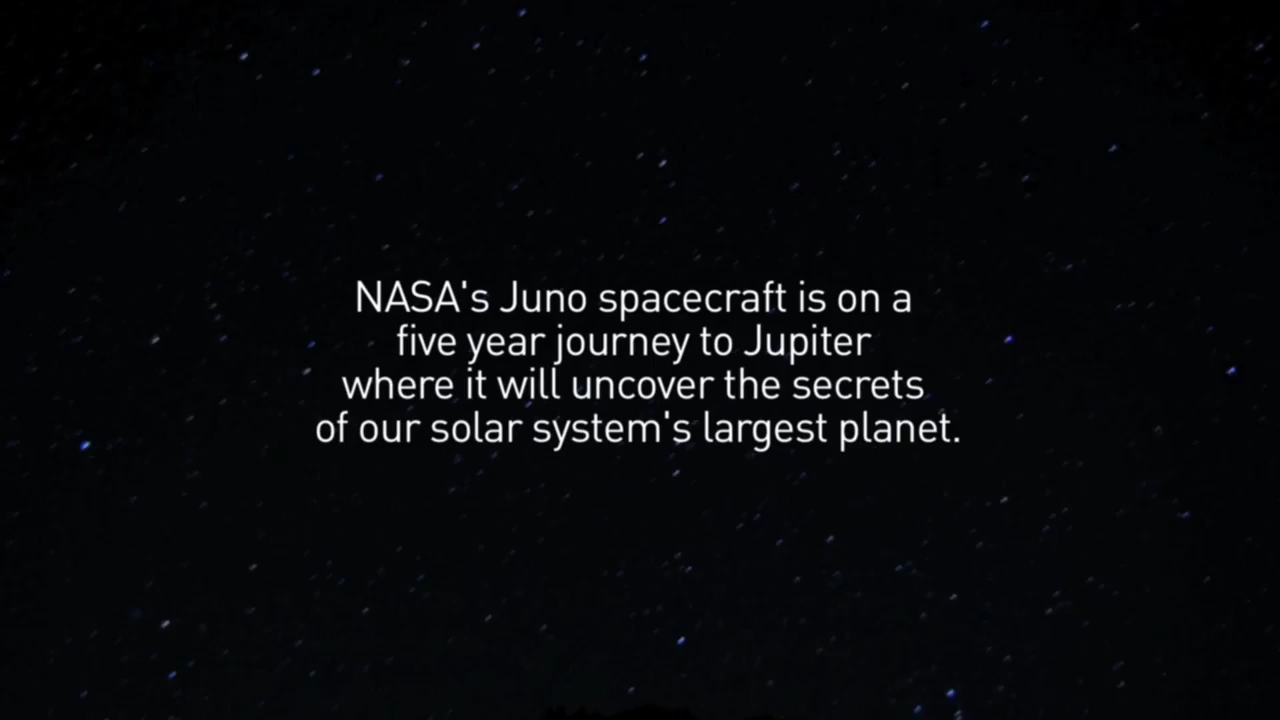 NASA's Juno spacecraft is on a
five year journey to Jupiter
where it will uncover the secrets
of our solar system's largest planet.